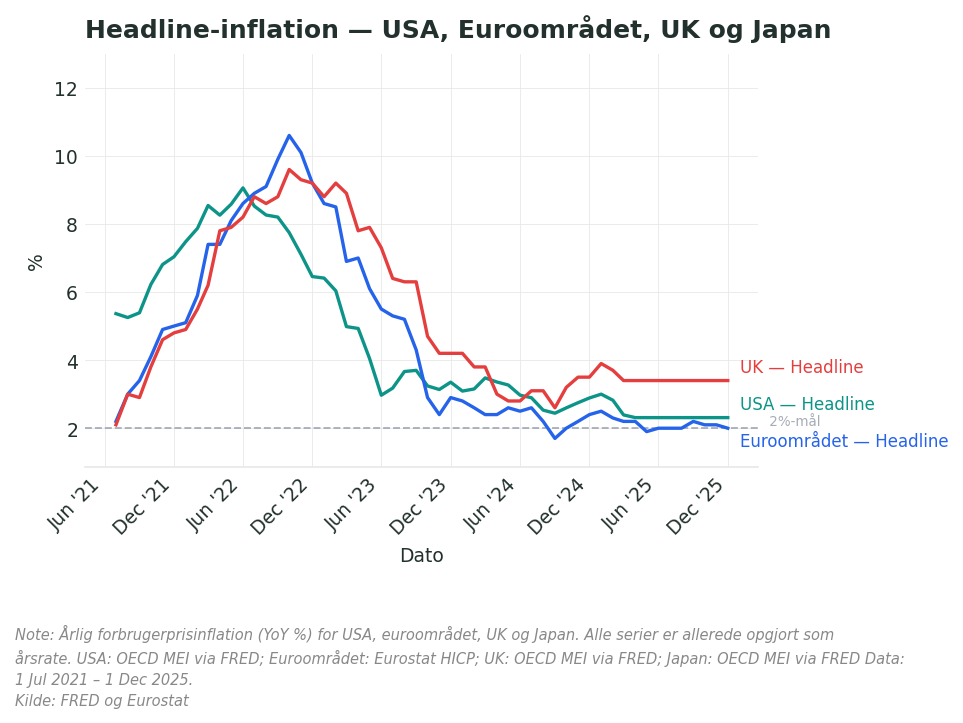 Headline-inflation — USA, Euroområdet, UK og Japan
12
10
8
6
4
2
%
UK — Headline
USA — Headline
2%-mål
Euroområdet — Headline
Jun '21
Dec '21
Jun '22
Dec '22
Jun '23
Dec '23
Jun '24
Dec '24
Jun '25
Dec '25
Dato
Note: Årlig forbrugerprisinflation (YoY %) for USA, euroområdet, UK og Japan. Alle serier er allerede opgjort som
årsrate. USA: OECD MEI via FRED; Euroområdet: Eurostat HICP; UK: OECD MEI via FRED; Japan: OECD MEI via FRED Data:
1 Jul 2021 – 1 Dec 2025.
Kilde: FRED og Eurostat